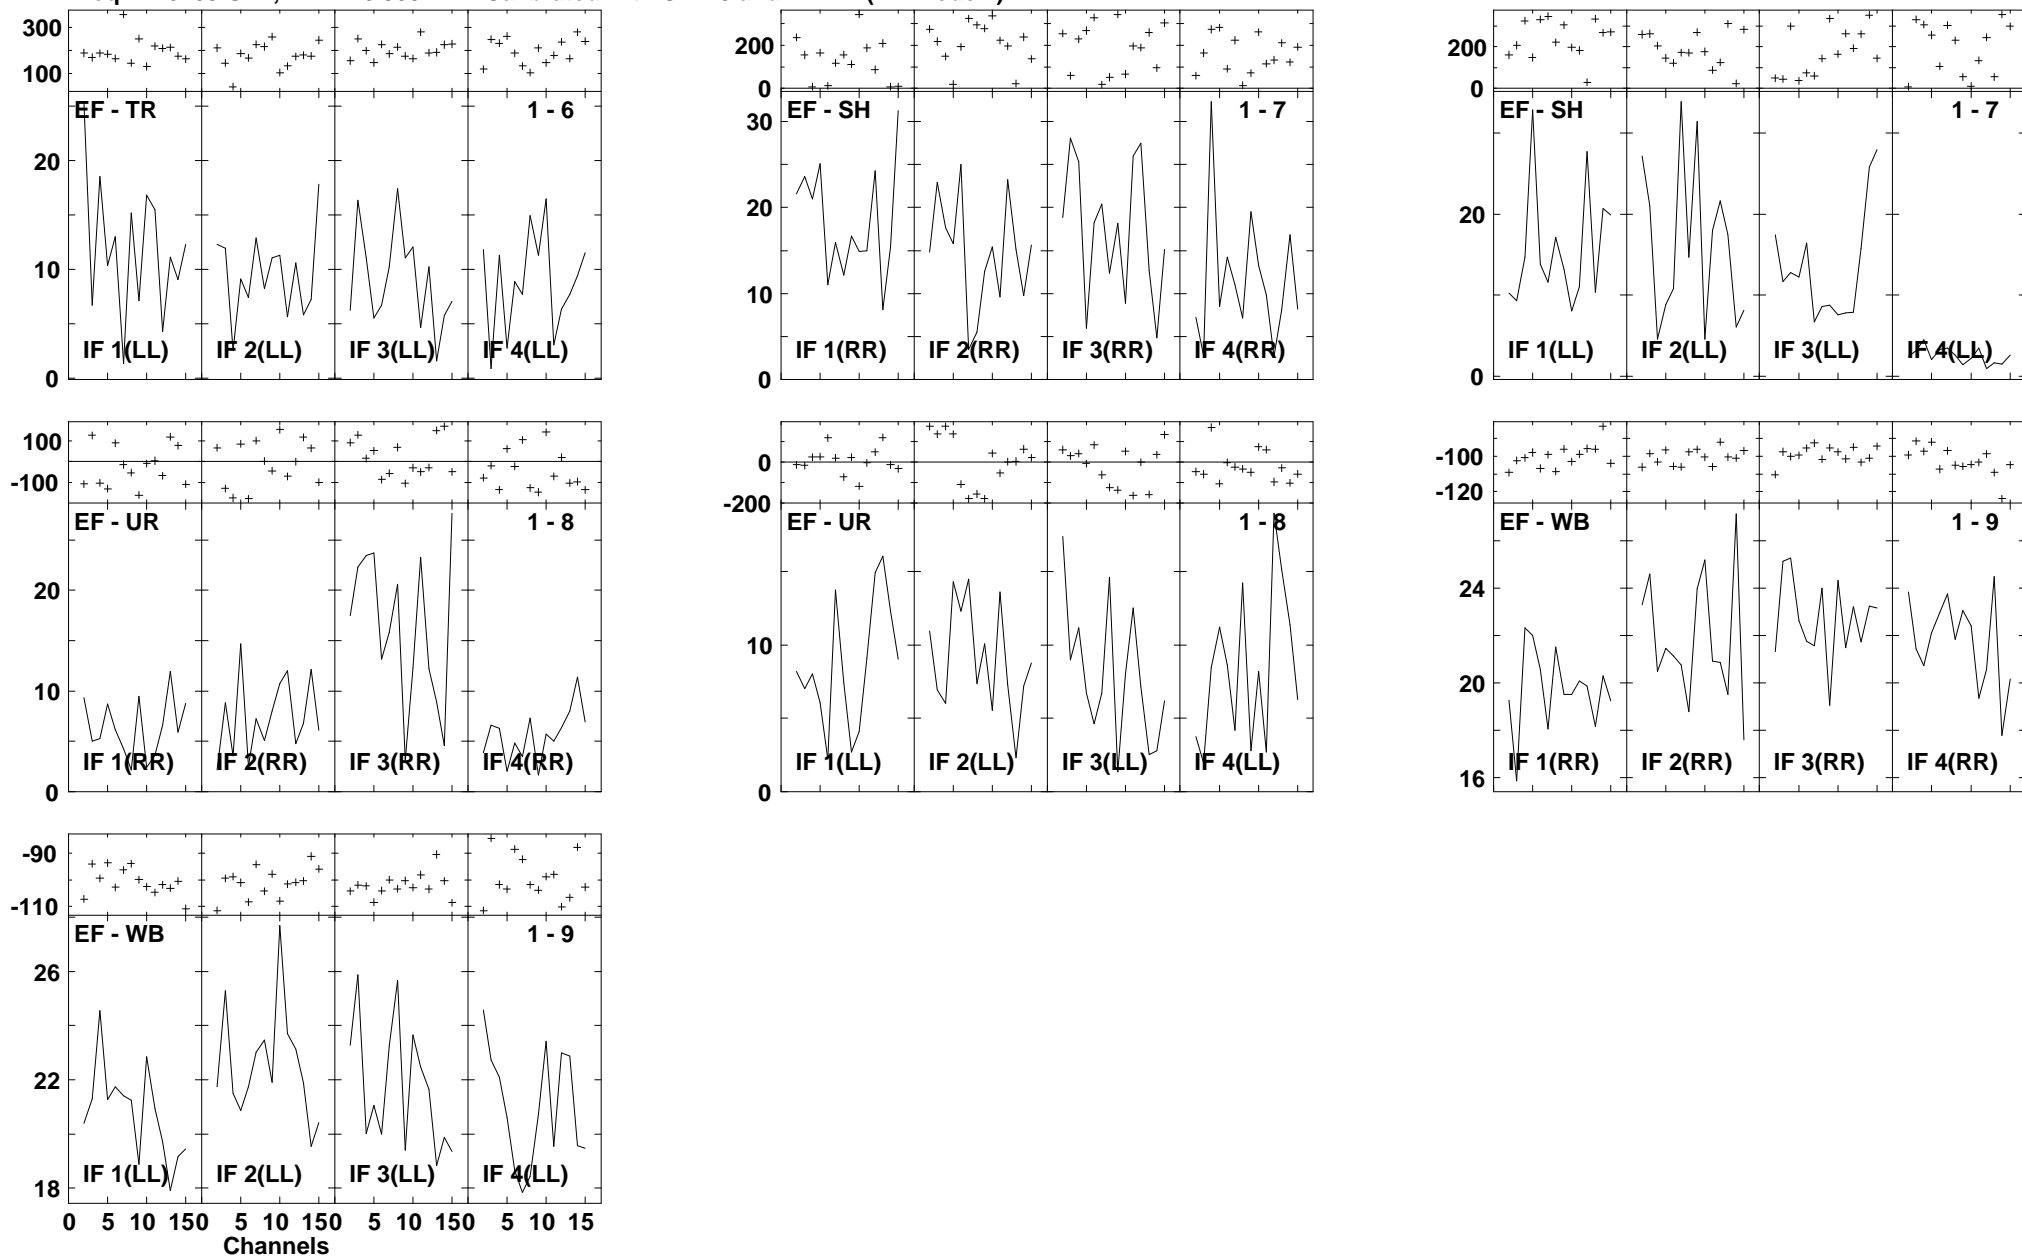 300
100
EF - TR
1 - 6
20
10
0
IF 1(LL)
IF 2(LL)
IF 3(LL)
IF 4(LL)
200
0
EF - SH
1 - 7
30
20
10
0
IF 1(RR)
IF 2(RR)
IF 3(RR)
IF 4(RR)
200
0
EF - SH
1 - 7
20
0
IF 1(LL)
IF 2(LL)
IF 3(LL)
IF 4(LL)
100
-100
EF - UR
1 - 8
20
10
0
IF 1(RR)
IF 2(RR)
IF 3(RR)
IF 4(RR)
0
-200
EF - UR
1 - 8
10
0
IF 1(LL)
IF 2(LL)
IF 3(LL)
IF 4(LL)
-100
-120
EF - WB
1 - 9
24
20
16
IF 1(RR)
IF 2(RR)
IF 3(RR)
IF 4(RR)
-90
-110
EF - WB
1 - 9
26
22
18
IF 1(LL)
IF 2(LL)
IF 3(LL)
IF 4(LL)
0 5 10 150 5 10 150 5 10 150 5 10 15
Channels